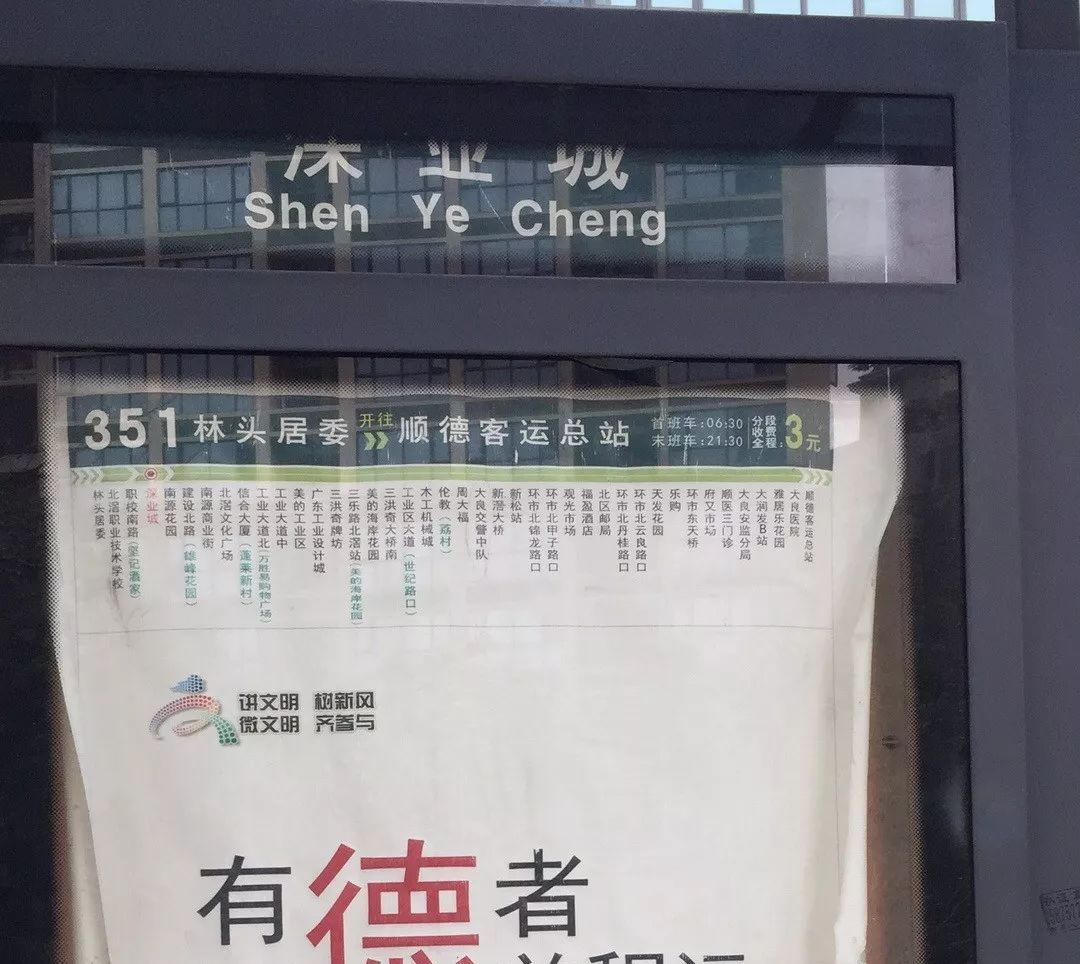 深业城
Shen Ye Cheng
351 林头居委 开往 顺德客运总站 首班车:06:30 末班车:21:30 分段收费 全程:3元
林头居委
北滘职业技术学校
职校南路(坚记酒家)
深业城
南源花园
建设北路(雄峰花园)
南源商业街
北滘文化广场
信合大厦(蓬莱新村)
工业大道北(万胜易购物广场)
工业大道中
美的工业区
广东工业设计城
三洪奇牌坊
三乐路北滘站(美的海岸花园)
美的海岸花园
三洪奇大桥南
工业区大道(世纪路口)
木工机械城
伦教(荔村)
周大福
大良交警中队
新滘大桥
新松站
环市北锦龙路口
环市北甲子路口
观光市场
福盈酒店
北区邮局
环市北丹桂路口
环市北云良路口
天发花园
乐购
环市东天桥
府又市场
顺医三门诊
大良安监分局
大润发B站
雅居乐花园
大良医院
顺德客运总站
讲文明 树新风
微文明 齐参与
有德者